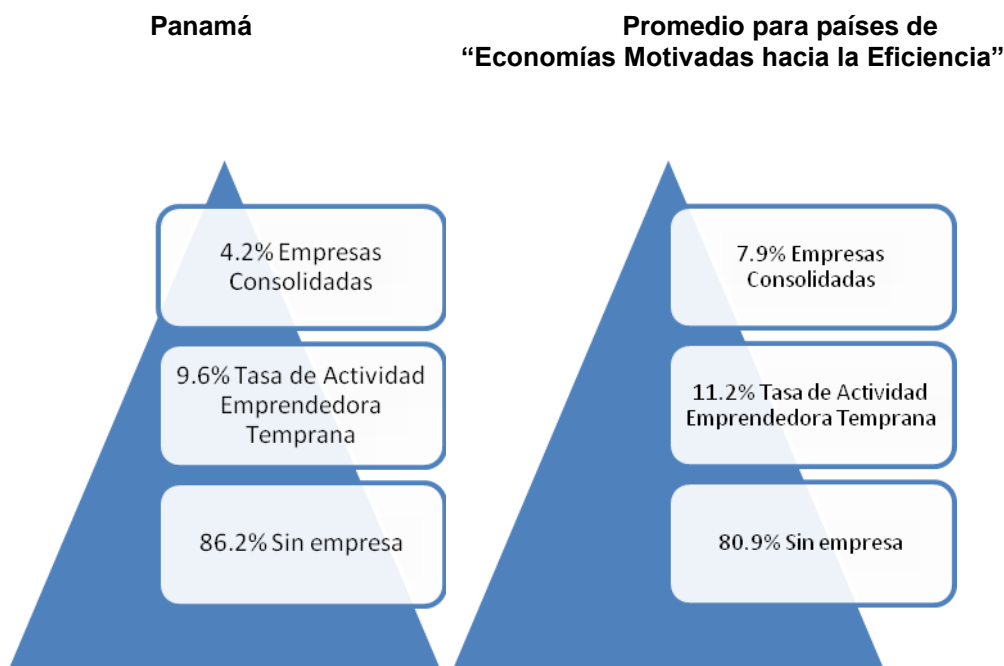 Panamá
Promedio para países de
“Economías Motivadas hacia la Eficiencia”
4.2% Empresas
Consolidadas
9.6% Tasa de Actividad
Emprendedora
Temprana
86.2% Sin empresa
7.9% Empresas
Consolidadas
11.2% Tasa de Actividad
Emprendedora Temprana
80.9% Sin empresa